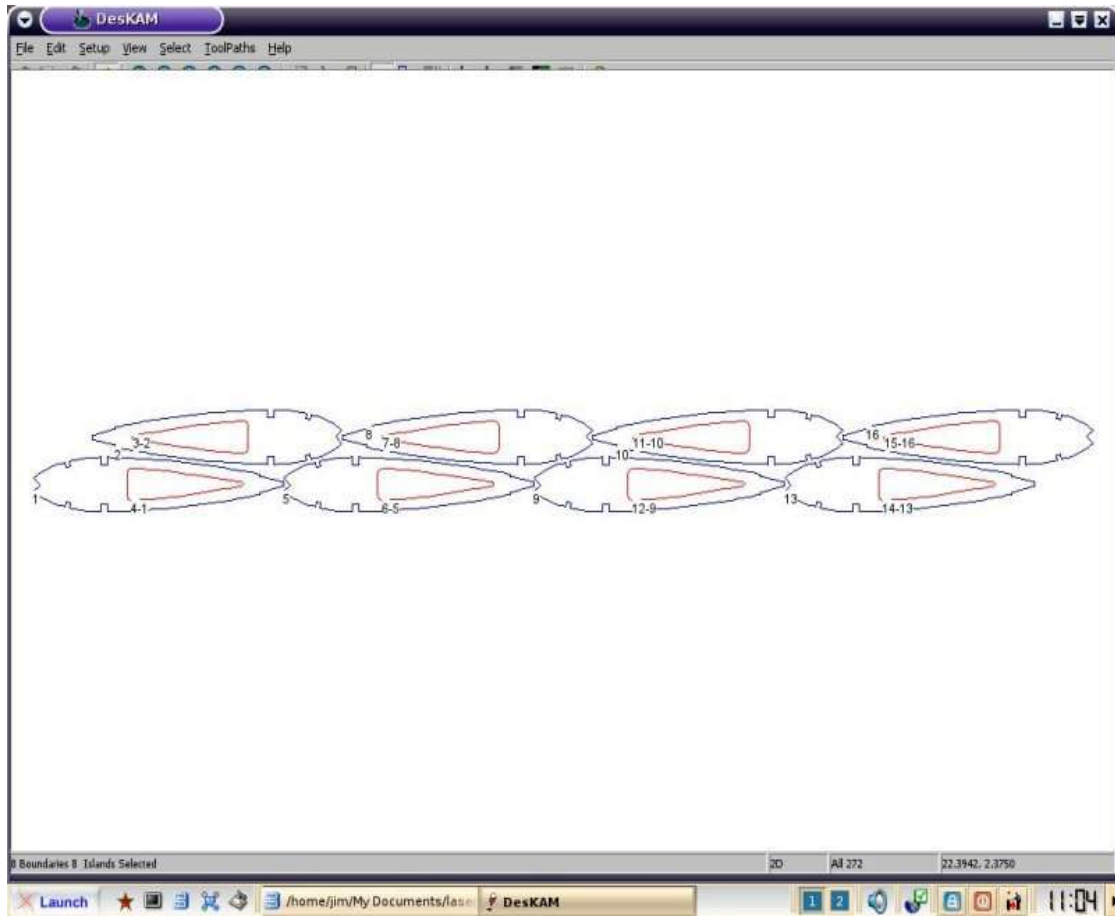 DesKAM
File Edit Setup View Select ToolPaths Help
8 16
3-2 7-8 11-10 15-16
2 10
1 5 9 13
4-1 6-5 12-9 14-13
8 Boundaries 8 Islands Selected 2D All 272 22.3942, 2.3750
Launch /home/jim/My Documents/lase DesKAM 1 2 11:04